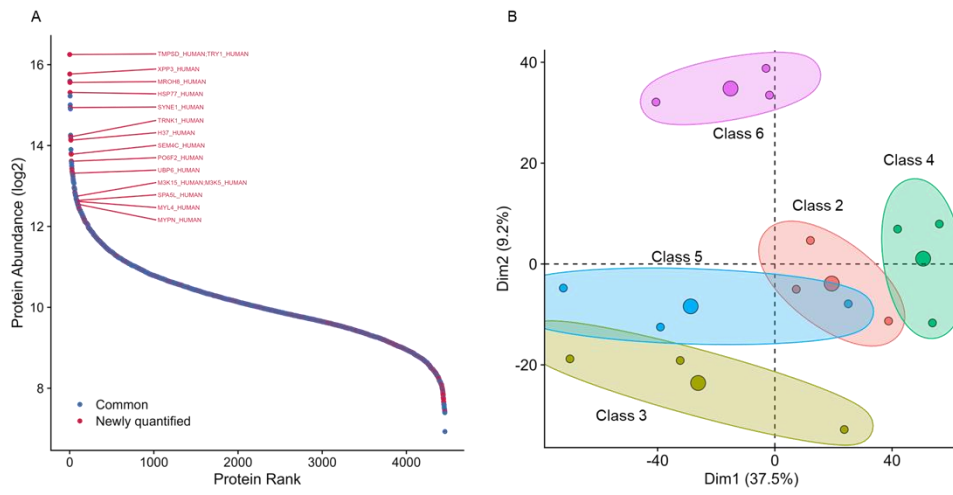 A
16
14
12
10
8
Protein Abundance (log2)
TMPSD_HUMAN;TRY1_HUMAN
XPP3_HUMAN
MROH6_HUMAN
HSP77_HUMAN
SYNE1_HUMAN
TRNK1_HUMAN
H37_HUMAN
SEM4C_HUMAN
PO6F2_HUMAN
UBP6_HUMAN
M3K15_HUMAN;M3K5_HUMAN
SPA5L_HUMAN
MYL4_HUMAN
MYPN_HUMAN
Common
Newly quantified
0
1000
2000
3000
4000
Protein Rank
B
40
20
0
-20
Dim2 (9.2%)
Class 6
Class 4
Class 2
Class 5
Class 3
-40
0
40
Dim1 (37.5%)